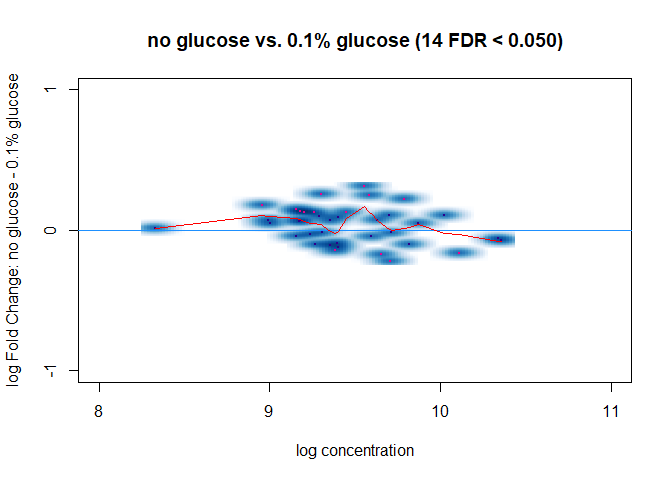 no glucose vs. 0.1% glucose (14 FDR < 0.050)
log Fold Change: no glucose - 0.1% glucose
1
0
-1
8 9 10 11
log concentration